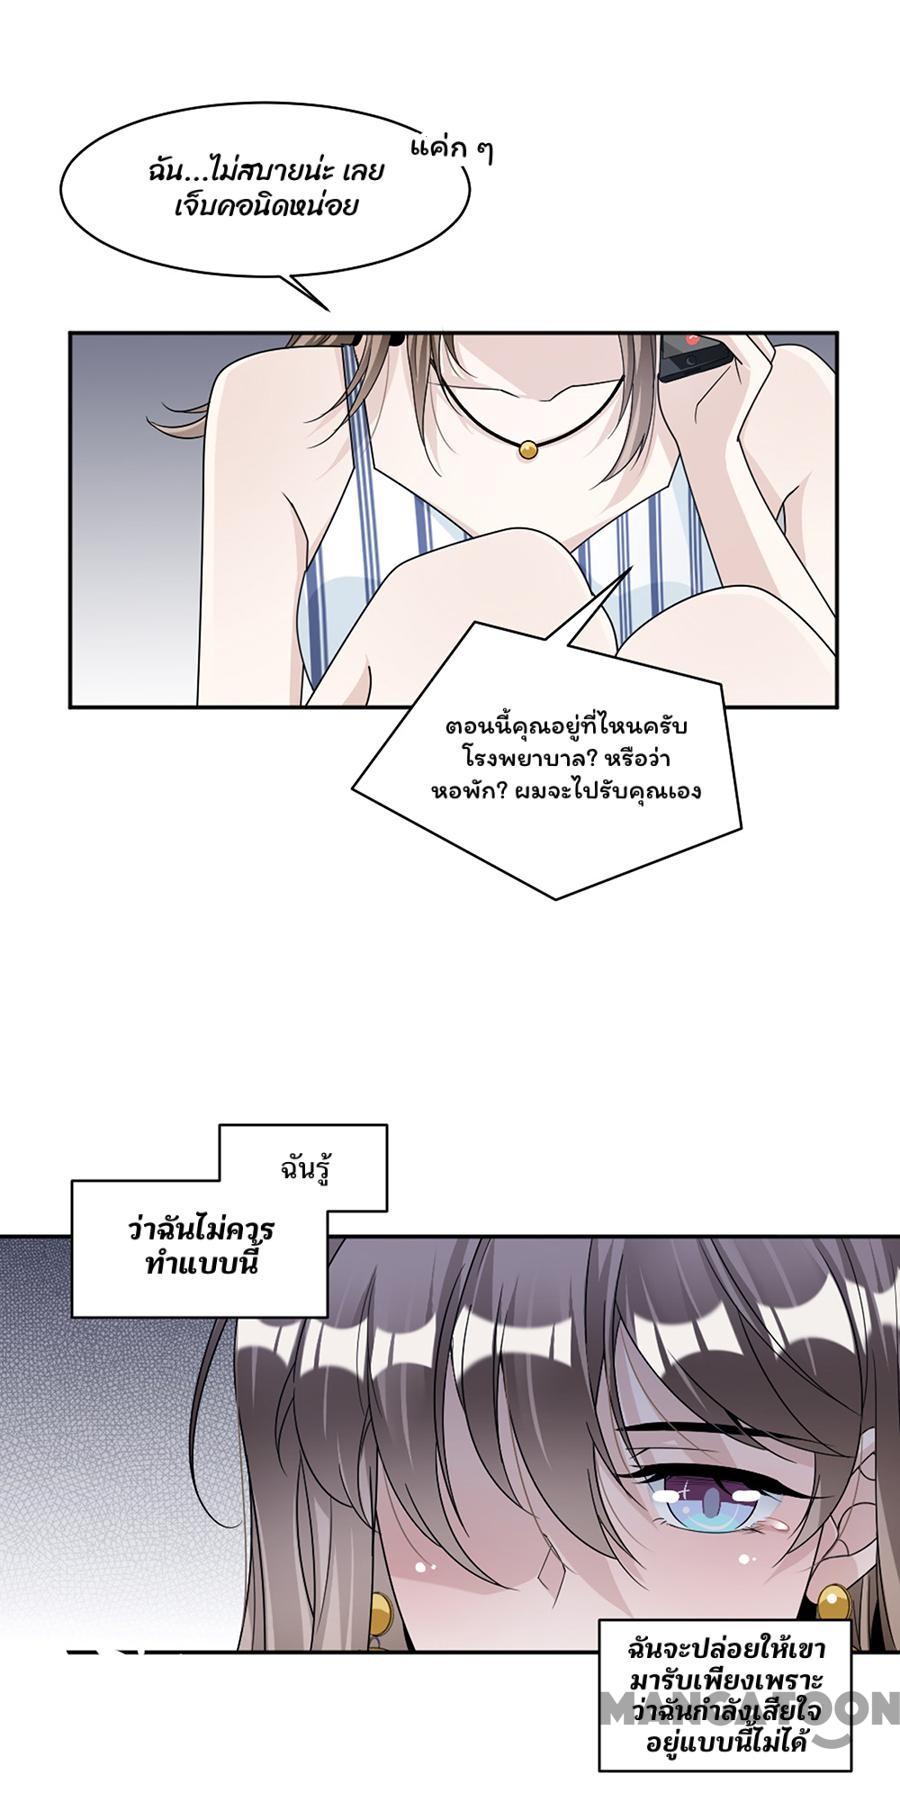 แค่ก ๆ
ฉัน...ไม่สบายน่ะ เลย
เจ็บคอนิดหน่อย
ตอนนี้คุณอยู่ที่ไหนครับ
โรงพยาบาล? หรือว่า
หอพัก? ผมจะไปรับคุณเอง
ฉันรู้
ว่าฉันไม่ควร
ทำแบบนี้
ฉันจะปล่อยให้เขา
มารับเพียงเพราะ
ว่าฉันกำลังเสียใจ
อยู่แบบนี้ไม่ได้
MANGATOON